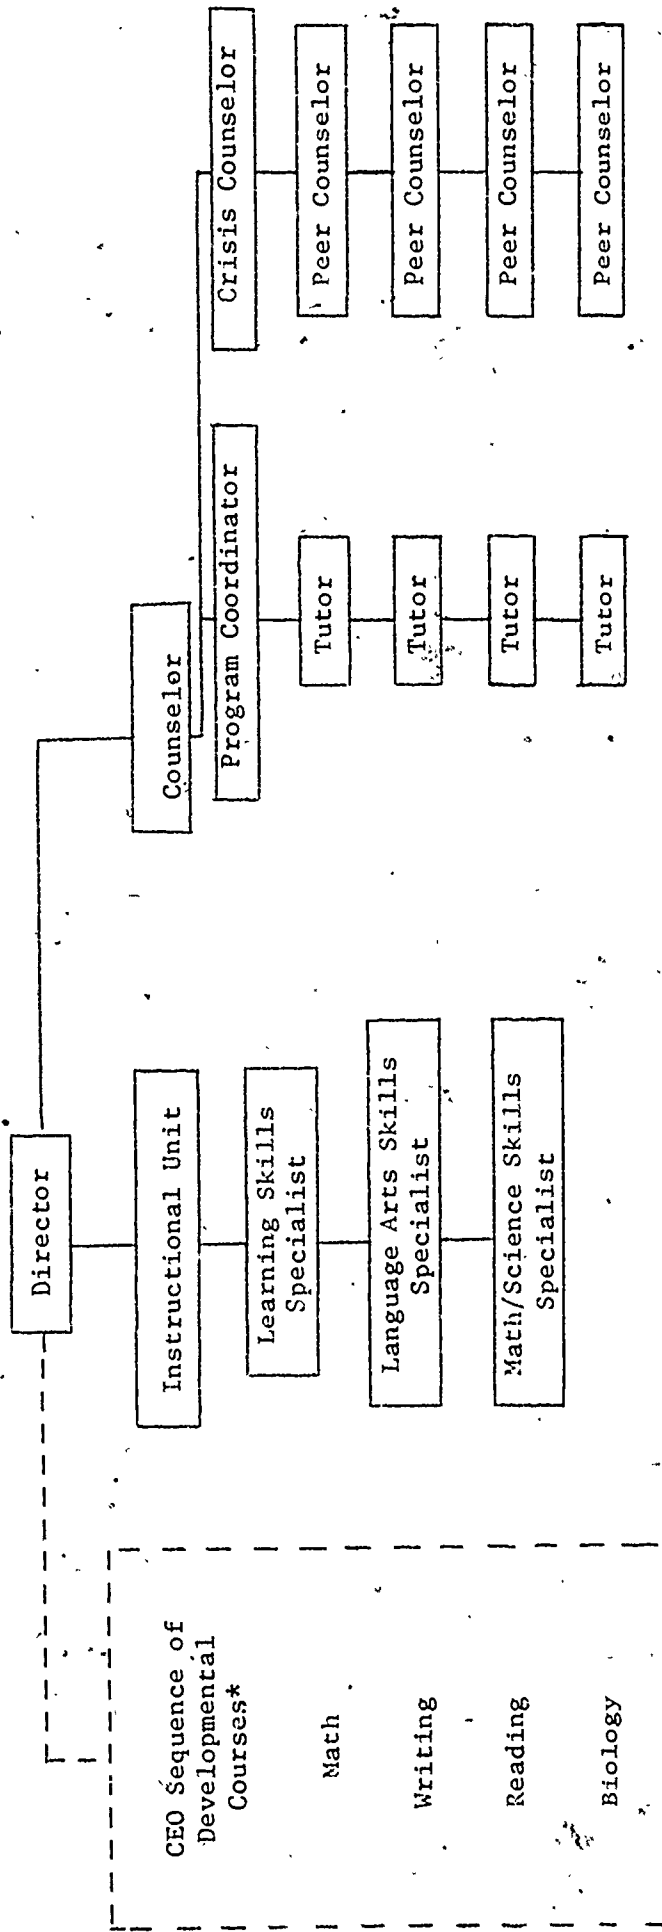 Director
CEO Sequence of
Developmental
Courses*
Math
Writing
Reading
Biology
Instructional Unit
Learning Skills
Specialist
Language Arts Skills
Specialist
Math/Science Skills
Specialist
Counselor
Program Coordinator
Tutor
Tutor
Tutor
Tutor
Crisis Counselor
Peer Counselor
Peer Counselor
Peer Counselor
Peer Counselor